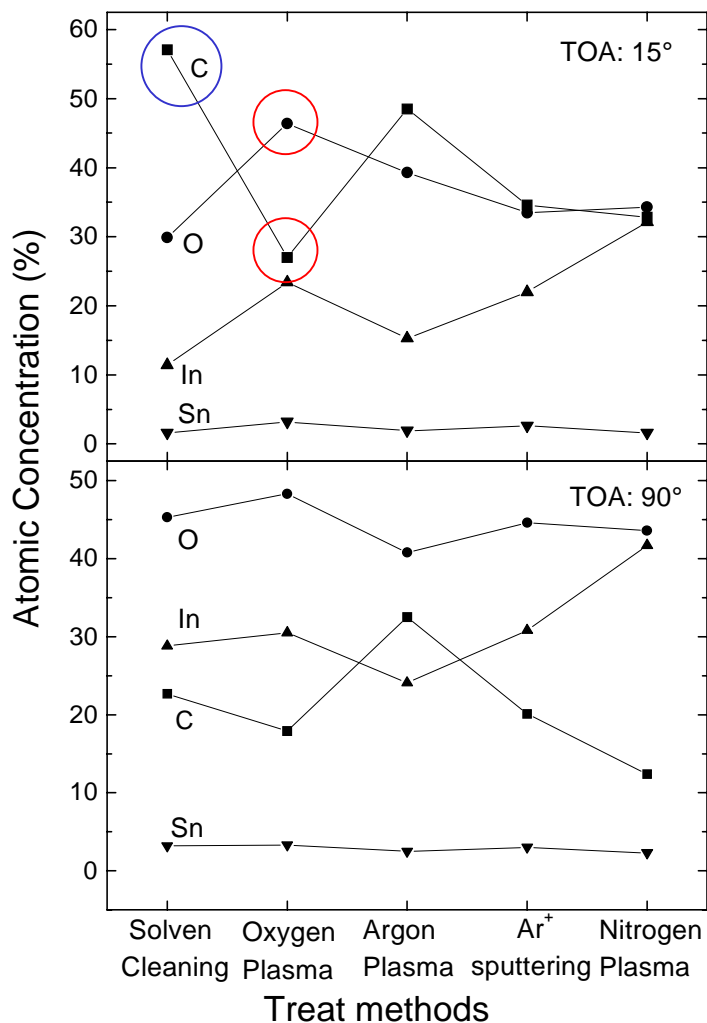 Atomic Concentration (%)
60
50
40
30
20
10
0
TOA: 15°
C
O
In
Sn
50
40
30
20
10
0
TOA: 90°
O
In
C
Sn
Solven Oxygen Argon Ar⁺ Nitrogen
Cleaning Plasma Plasma sputtering Plasma
Treat methods